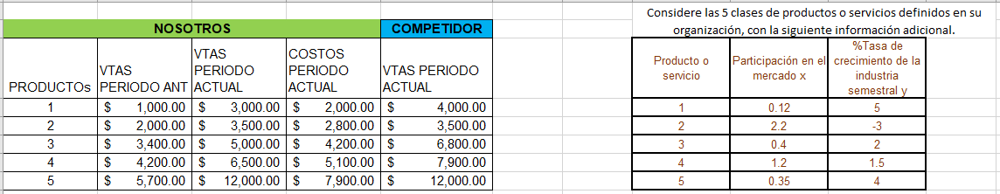 NOSOTROS COMPETIDOR
PRODUCTOs VTAS PERIODO ANT VTAS PERIODO ACTUAL COSTOS PERIODO ACTUAL VTAS PERIODO ACTUAL
1 $ 1,000.00 $ 3,000.00 $ 2,000.00 $ 4,000.00
2 $ 2,000.00 $ 3,500.00 $ 2,800.00 $ 3,500.00
3 $ 3,400.00 $ 5,000.00 $ 4,200.00 $ 6,800.00
4 $ 4,200.00 $ 6,500.00 $ 5,100.00 $ 7,900.00
5 $ 5,700.00 $ 12,000.00 $ 7,900.00 $ 12,000.00
Considere las 5 clases de productos o servicios definidos en su
organización, con la siguiente información adicional.
Producto o servicio Participación en el mercado x %Tasa de crecimiento de la industria semestral y
1 0.12 5
2 2.2 -3
3 0.4 2
4 1.2 1.5
5 0.35 4